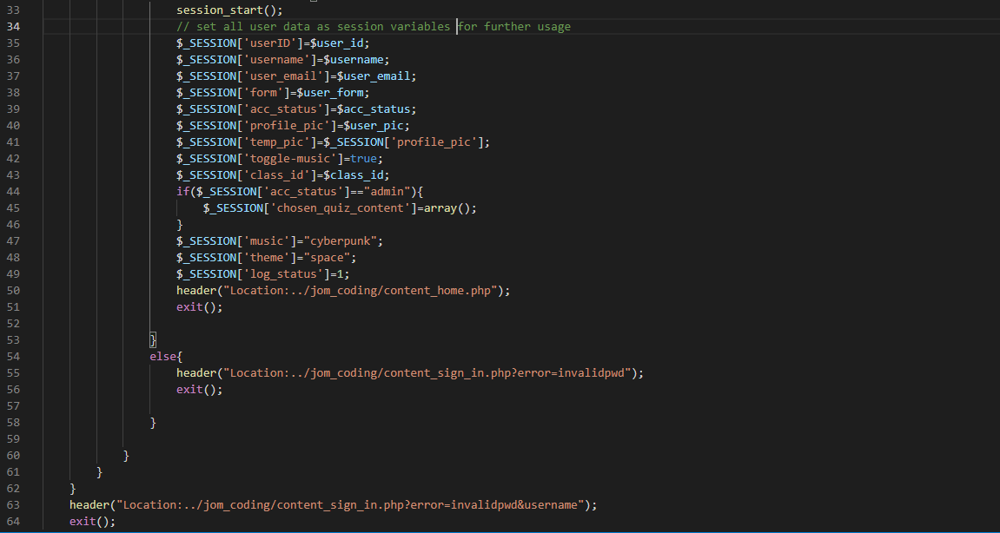 33 session_start();
34 // set all user data as session variables for further usage
35 $_SESSION['userID']=$user_id;
36 $_SESSION['username']=$username;
37 $_SESSION['user_email']=$user_email;
38 $_SESSION['form']=$user_form;
39 $_SESSION['acc_status']=$acc_status;
40 $_SESSION['profile_pic']=$user_pic;
41 $_SESSION['temp_pic']=$_SESSION['profile_pic'];
42 $_SESSION['toggle-music']=true;
43 $_SESSION['class_id']=$class_id;
44 if($_SESSION['acc_status']=="admin"){
45 $_SESSION['chosen_quiz_content']=array();
46 }
47 $_SESSION['music']="cyberpunk";
48 $_SESSION['theme']="space";
49 $_SESSION['log_status']=1;
50 header("Location:../jom_coding/content_home.php");
51 exit();
52
53 }
54 else{
55 header("Location:../jom_coding/content_sign_in.php?error=invalidpwd");
56 exit();
57
58 }
59
60 }
61 }
62 }
63 header("Location:../jom_coding/content_sign_in.php?error=invalidpwd&username");
64 exit();